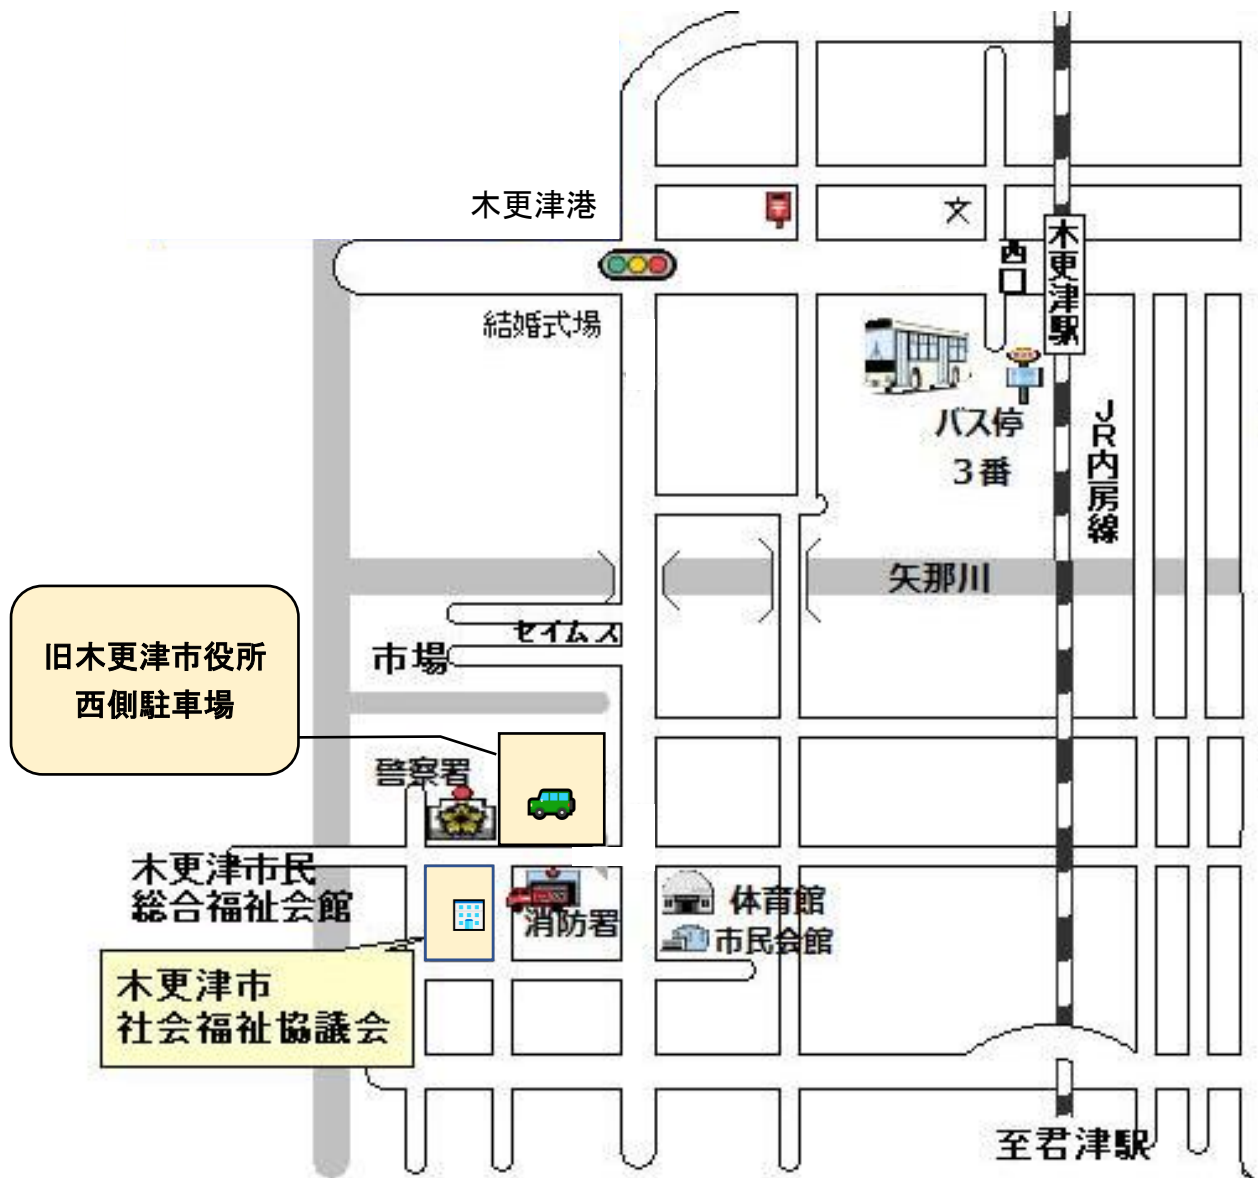 木更津港
文
木更津駅
西口
結婚式場
バス停
３番
ＪＲ内房線
矢那川
旧木更津市役所
西側駐車場
セイムス
市場
警察署
木更津市民
総合福祉会館
消防署
体育館
市民会館
木更津市
社会福祉協議会
至君津駅